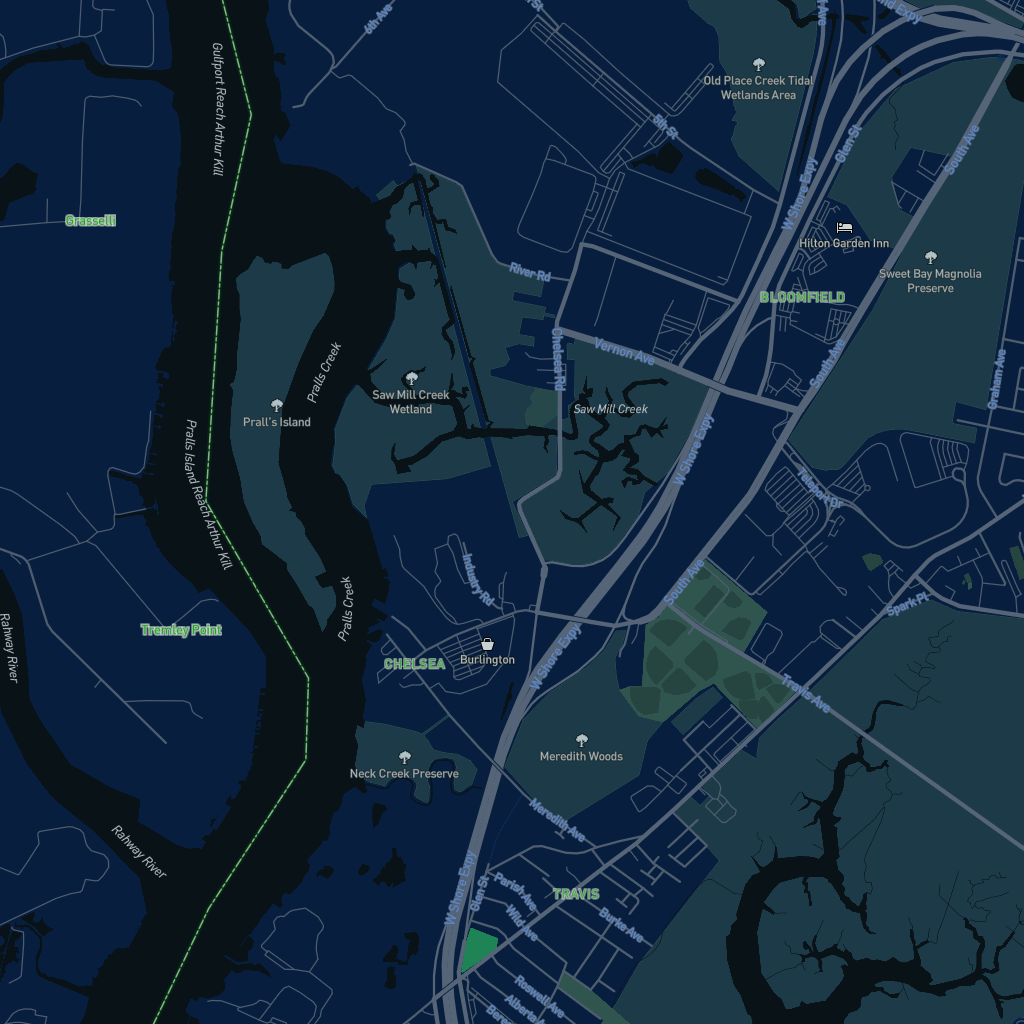 6th Ave
W Shore Expy
Gulfport Reach Arthur Kill
Old Place Creek Tidal
Wetlands Area
5th St
Glen St
South Ave
W Shore Expy
Grasselli
Hilton Garden Inn
River Rd
Sweet Bay Magnolia
Preserve
BLOOMFIELD
Chelsea Rd
Vernon Ave
Pralls Creek
South Ave
Graham Ave
Saw Mill Creek
Wetland
Saw Mill Creek
Prall's Island
W Shore Expy
Pralls Island Reach Arthur Kill
Teleport Dr
Industry Rd
South Ave
Pralls Creek
Spark Pl
Rahway River
Tremley Point
Burlington
CHELSEA
W Shore Expy
Travis Ave
Meredith Woods
Neck Creek Preserve
Meredith Ave
Rahway River
W Shore Expy
Glen St
Parish Ave
TRAVIS
Wild Ave
Burke Ave
Roswell Ave
Alberta A